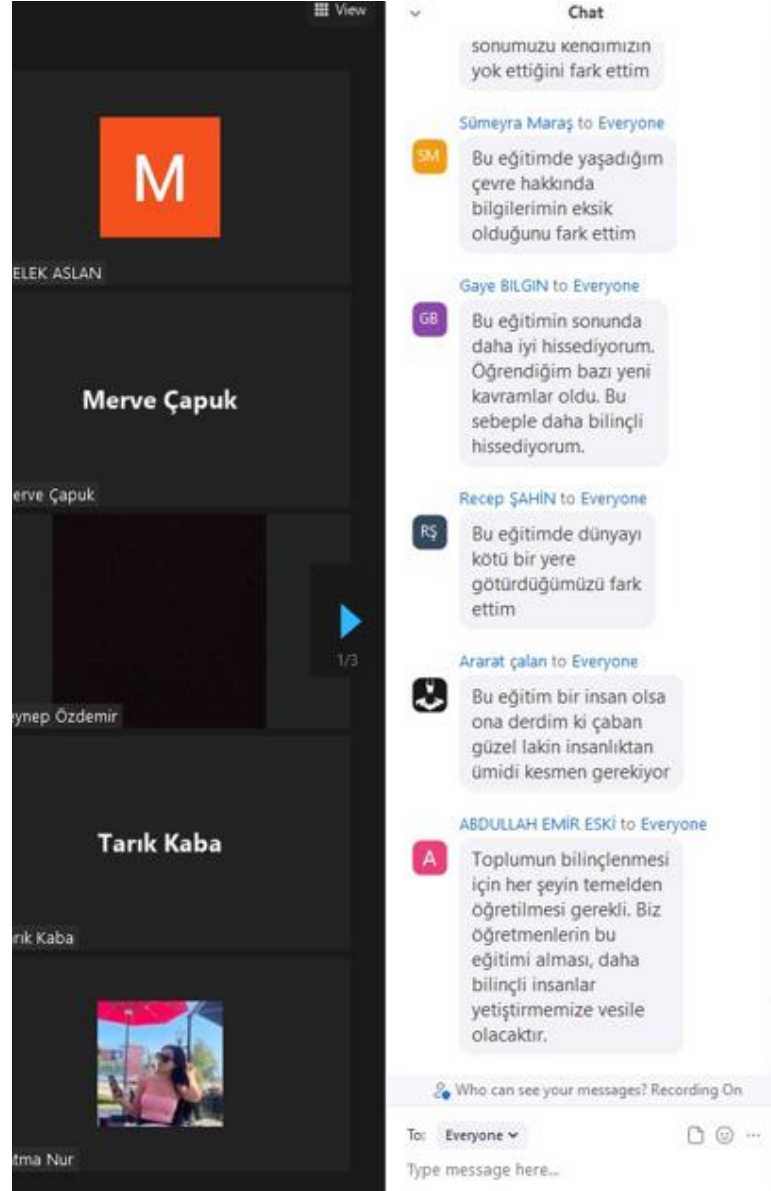 View
M
ELEK ASLAN
Merve Çapuk
erve Çapuk
1/3
ynep Özdemir
Tarık Kaba
rık Kaba
tma Nur
Chat
sonumuzu kendimizin
yok ettiğini fark ettim
Sümeyra Maraş to Everyone
SM
Bu eğitimde yaşadığım
çevre hakkında
bilgilerimin eksik
olduğunu fark ettim
Gaye BILGIN to Everyone
GB
Bu eğitimin sonunda
daha iyi hissediyorum.
Öğrendiğim bazı yeni
kavramlar oldu. Bu
sebeple daha bilinçli
hissediyorum.
Recep ŞAHİN to Everyone
RŞ
Bu eğitimde dünyayı
kötü bir yere
götürdüğümüzü fark
ettim
Ararat çalan to Everyone
Bu eğitim bir insan olsa
ona derdim ki çaban
güzel lakin insanlıktan
ümidi kesmen gerekiyor
ABDULLAH EMİR ESKİ to Everyone
A
Toplumun bilinçlenmesi
için her şeyin temelden
öğretilmesi gerekli. Biz
öğretmenlerin bu
eğitimi alması, daha
bilinçli insanlar
yetiştirmemize vesile
olacaktır.
Who can see your messages? Recording On
To: Everyone
Type message here...